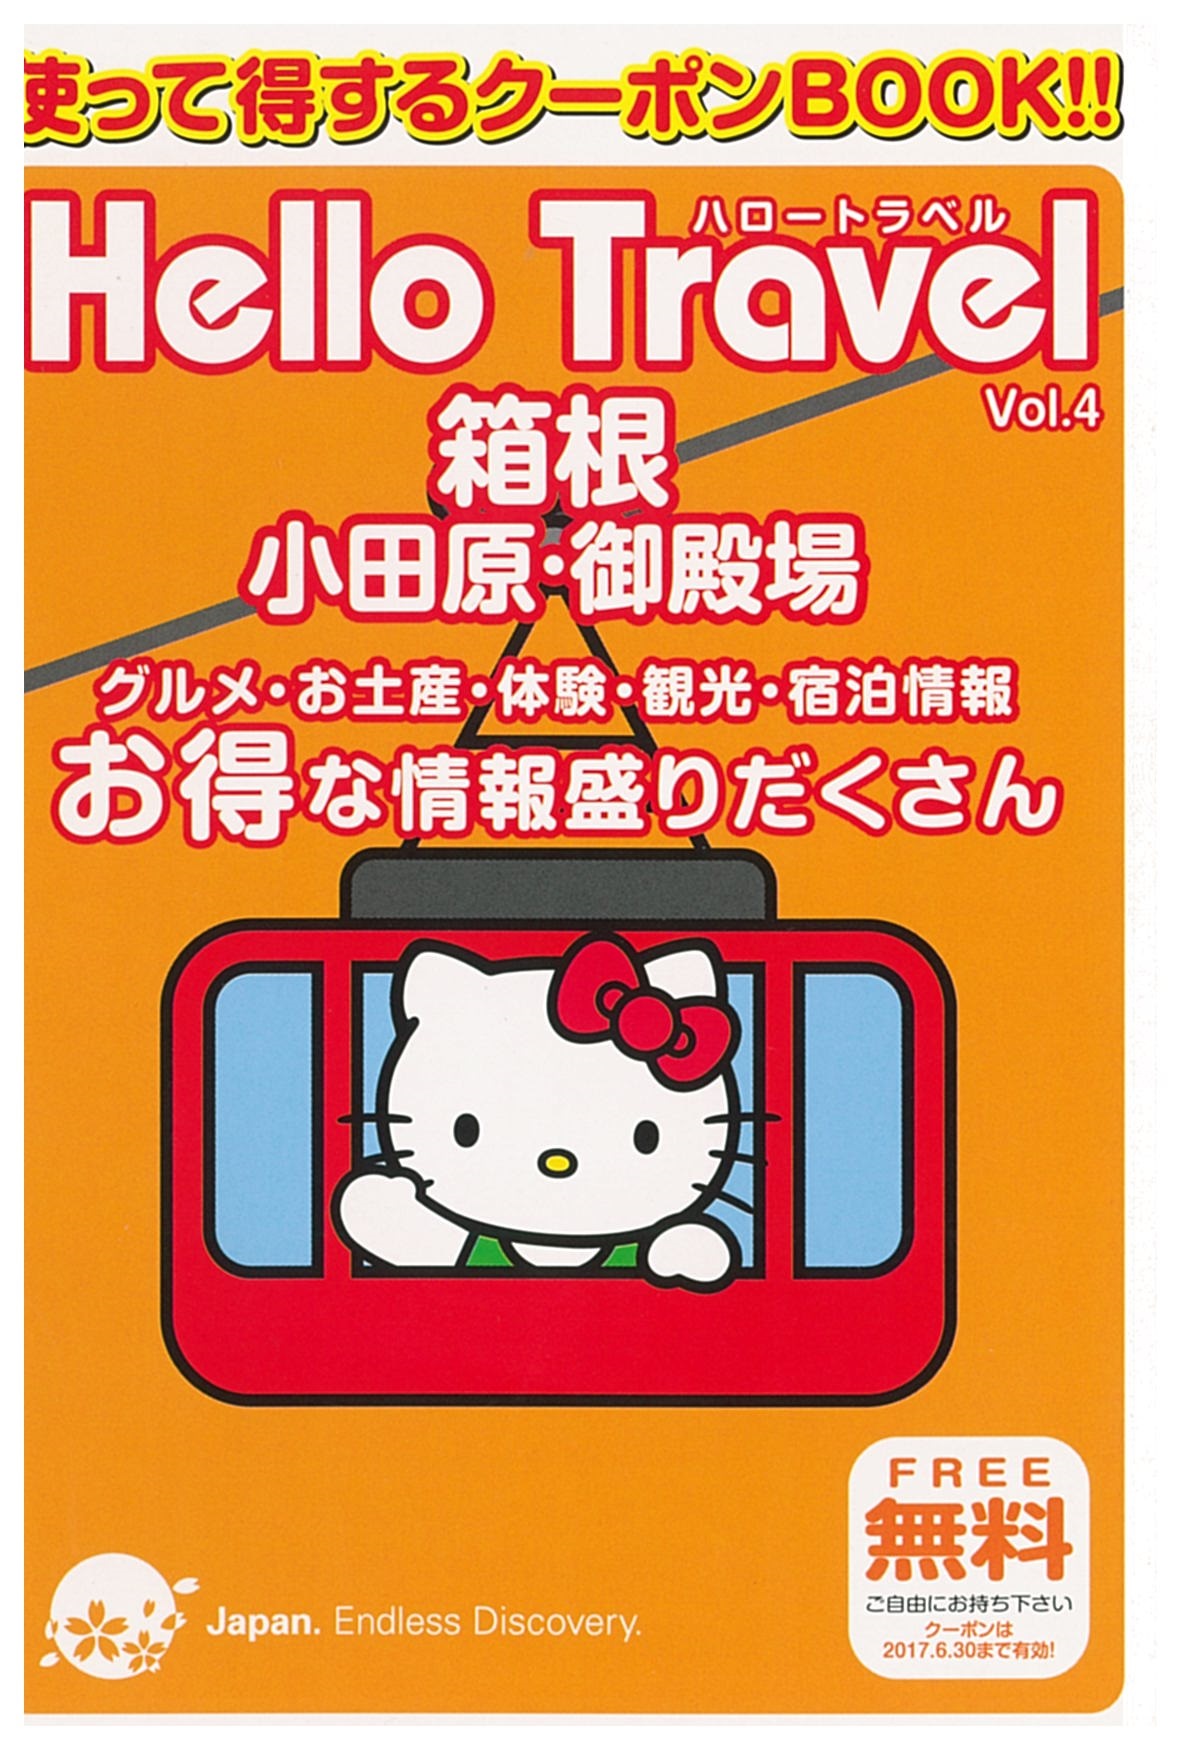 使って得するクーポンBOOK!!
ハロートラベル
Hello Travel
Vol.4
箱根
小田原・御殿場
グルメ・お土産・体験・観光・宿泊情報
お得な情報盛りだくさん
FREE
無料
ご自由にお持ち下さい
クーポンは
2017.6.30まで有効!
Japan. Endless Discovery.